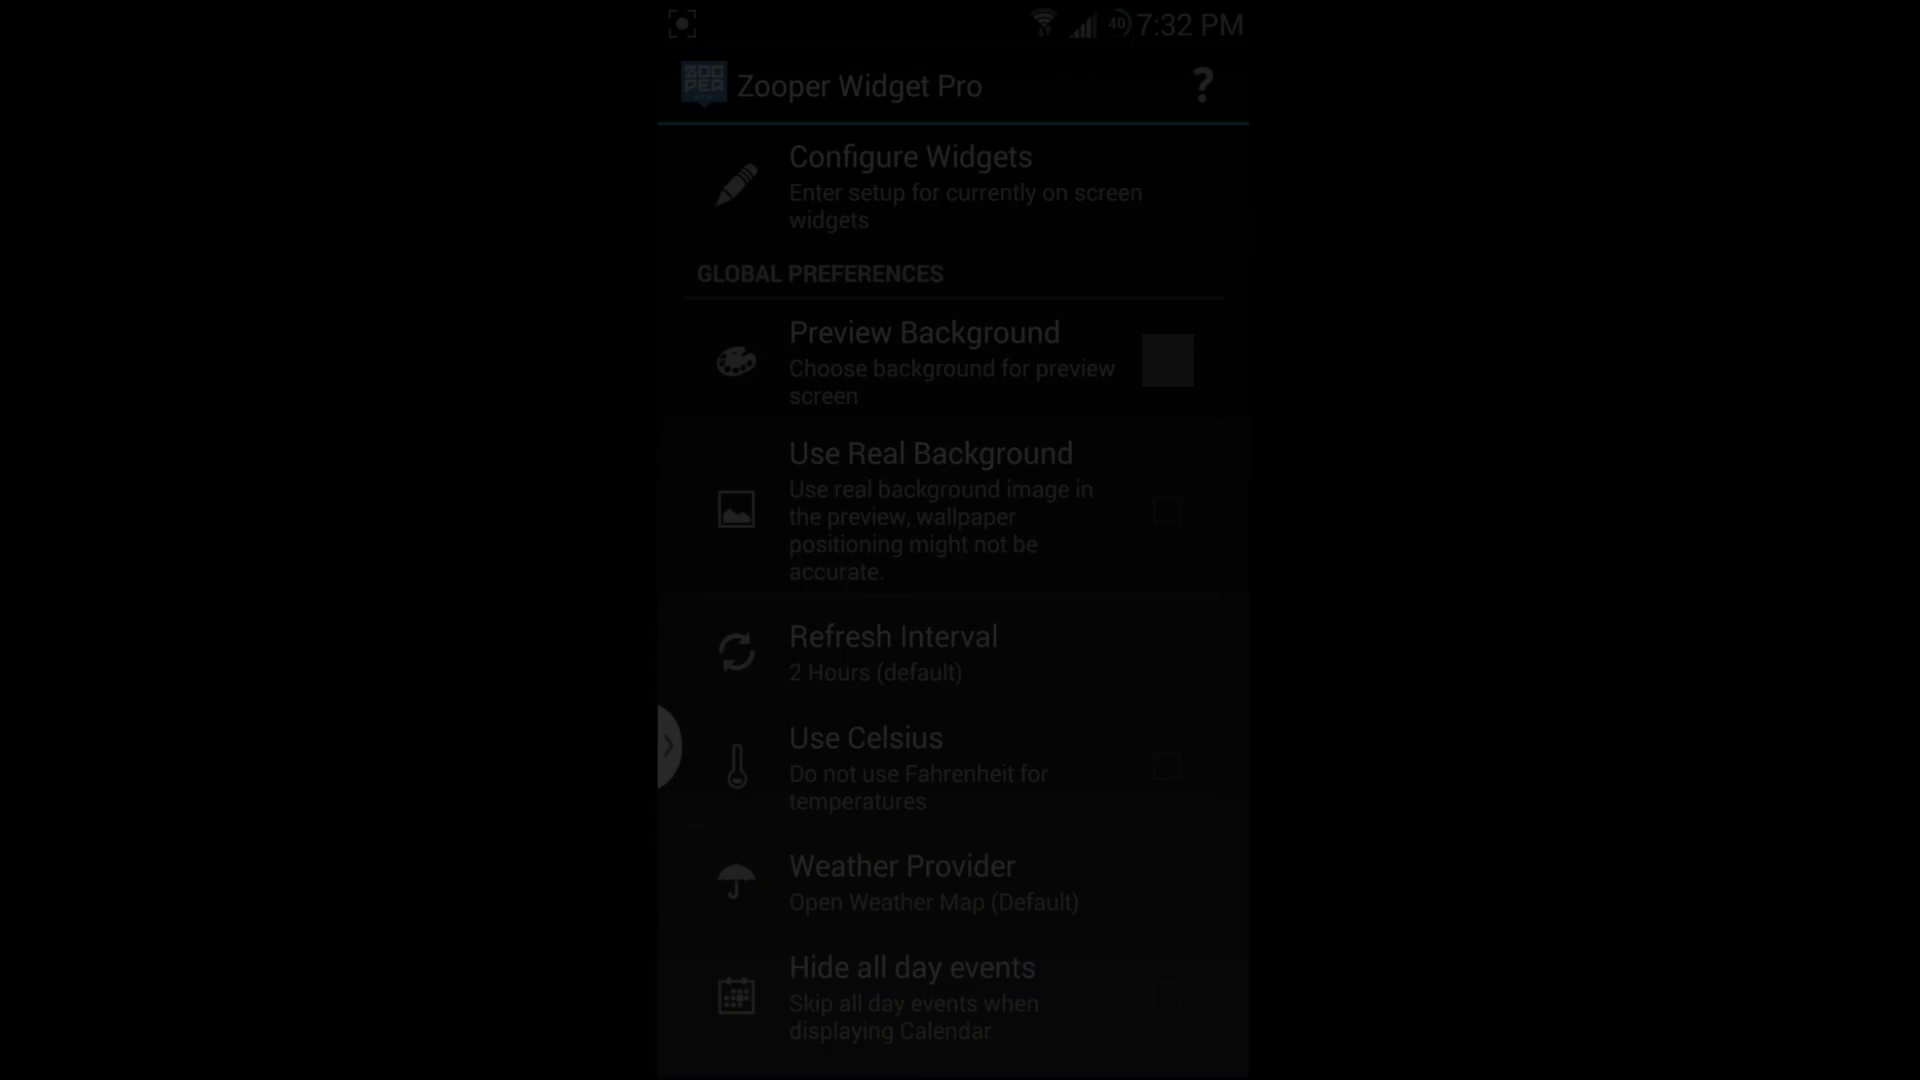 40 7:32 PM
ZOO
PER
Zooper Widget Pro ?
Configure Widgets
Enter setup for currently on screen
widgets
GLOBAL PREFERENCES
Preview Background
Choose background for preview
screen
Use Real Background
Use real background image in
the preview, wallpaper
positioning might not be
accurate.
Refresh Interval
2 Hours (default)
Use Celsius
Do not use Fahrenheit for
temperatures
Weather Provider
Open Weather Map (Default)
Hide all day events
Skip all day events when
displaying Calendar